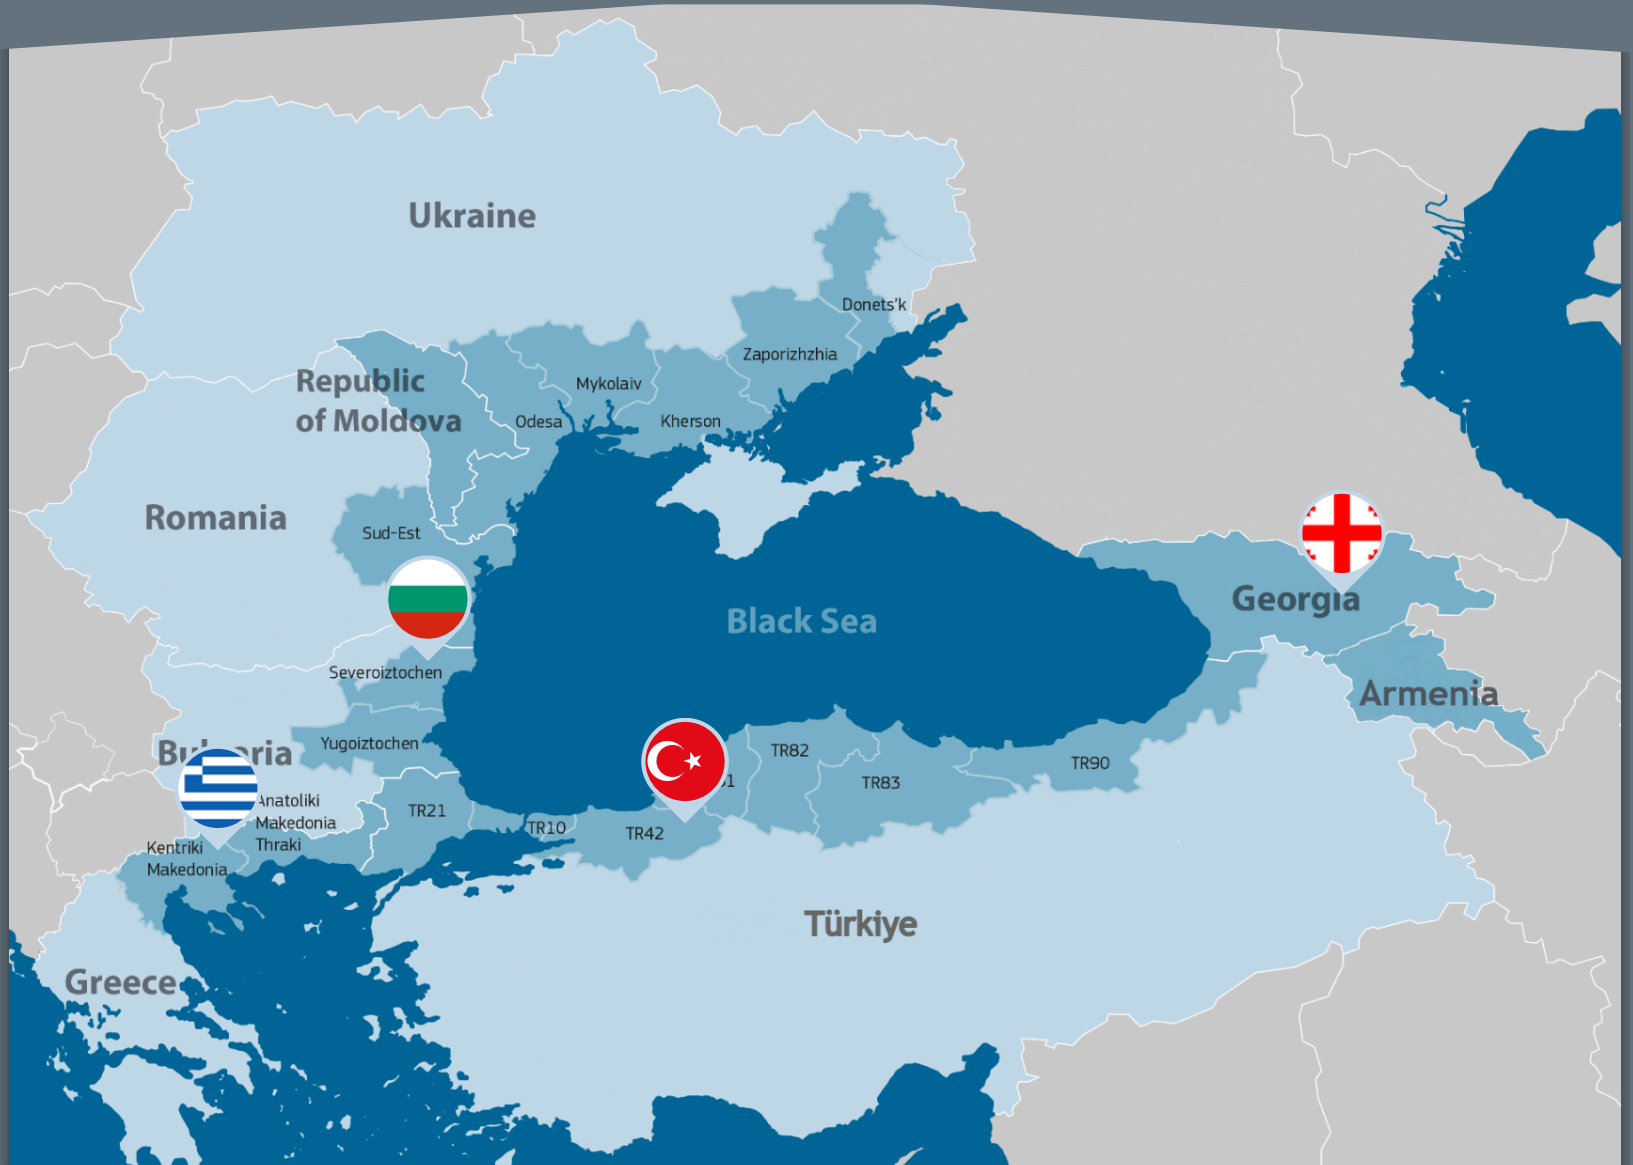 Ukraine
Donets'k
Zaporizhzhia
Republic
of Moldova
Mykolaiv
Odesa
Kherson
Romania
Sud-Est
Georgia
Black Sea
Severoiztochen
Armenia
Yugoiztochen
TR82
TR90
TR83
TR21
Anatoliki
Makedonia
Thraki
TR10
TR42
Kentriki
Makedonia
Türkiye
Greece